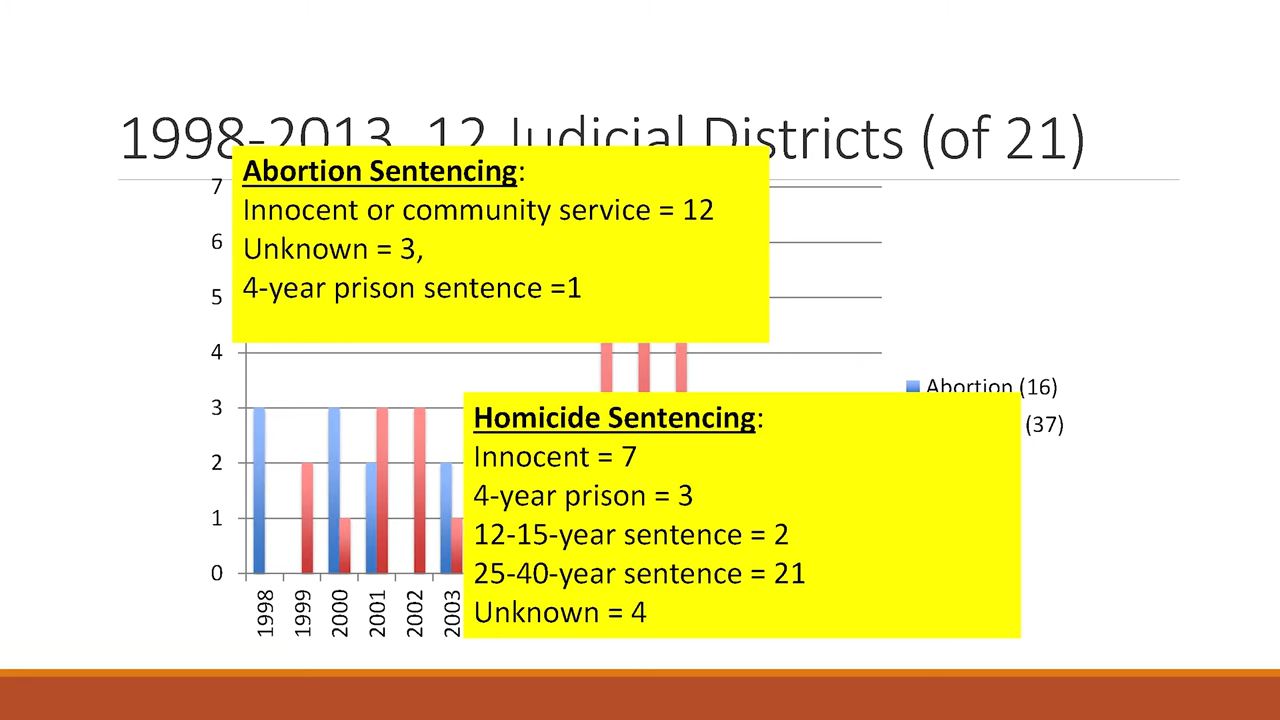 1998-2013, 12 Judicial Districts (of 21)
Abortion Sentencing:
Innocent or community service = 12
Unknown = 3,
4-year prison sentence =1
7
6
5
4
3
2
1
0
Homicide Sentencing:
Innocent = 7
4-year prison = 3
12-15-year sentence = 2
25-40-year sentence = 21
Unknown = 4
Abortion (16)
(37)
1998
1999
2000
2001
2002
2003